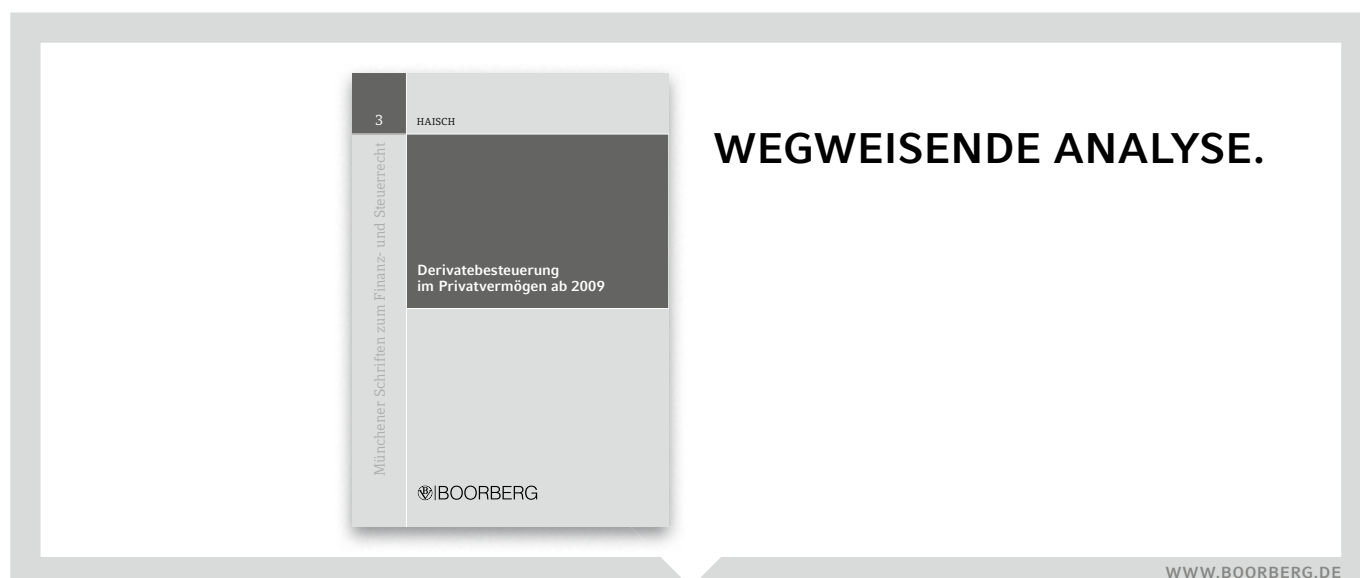 3
HAISCH
Münchener Schriften zum Finanz- und Steuerrecht
Derivatebesteuerung
im Privatvermögen ab 2009
BOORBERG
WEGWEISENDE ANALYSE.
WWW.BOORBERG.DE